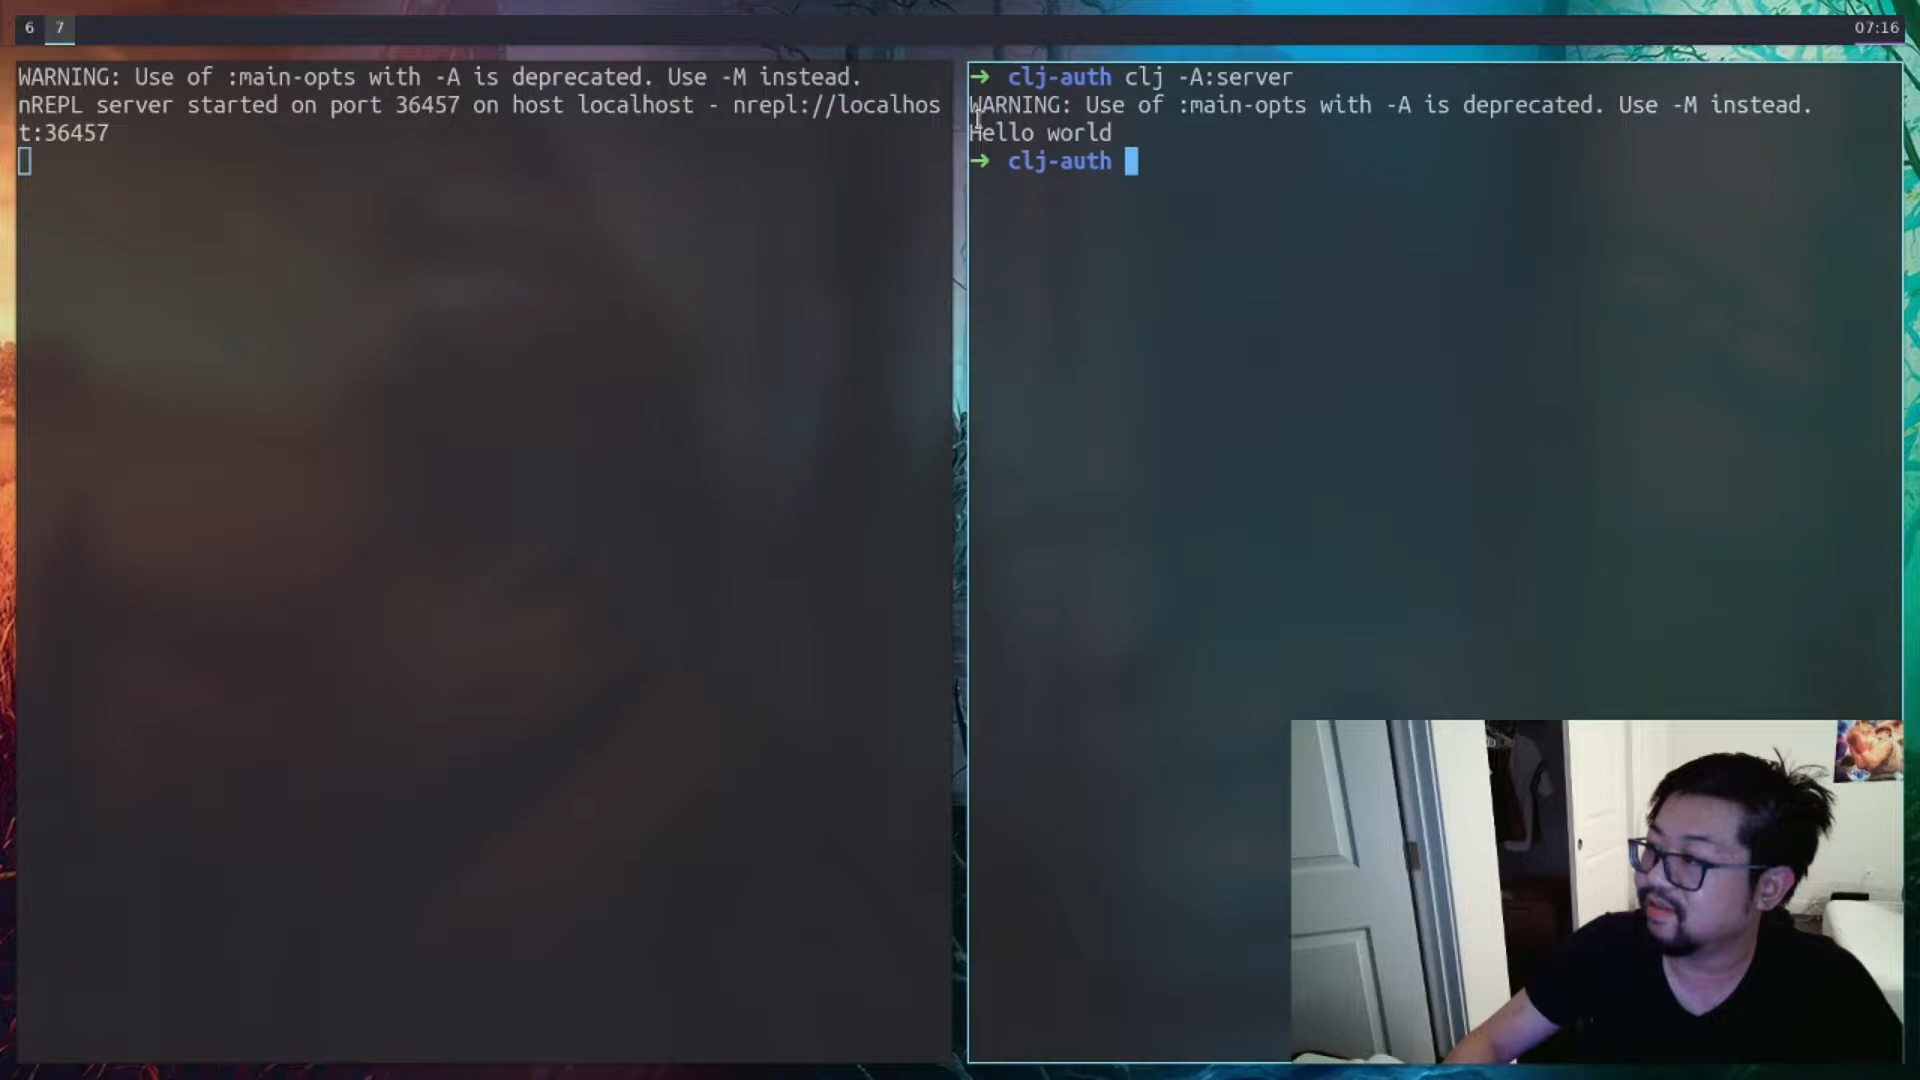 6 7 07:16
WARNING: Use of :main-opts with -A is deprecated. Use -M instead.
nREPL server started on port 36457 on host localhost - nrepl://localhos
t:36457
➜ clj-auth clj -A:server
WARNING: Use of :main-opts with -A is deprecated. Use -M instead.
Hello world
➜ clj-auth